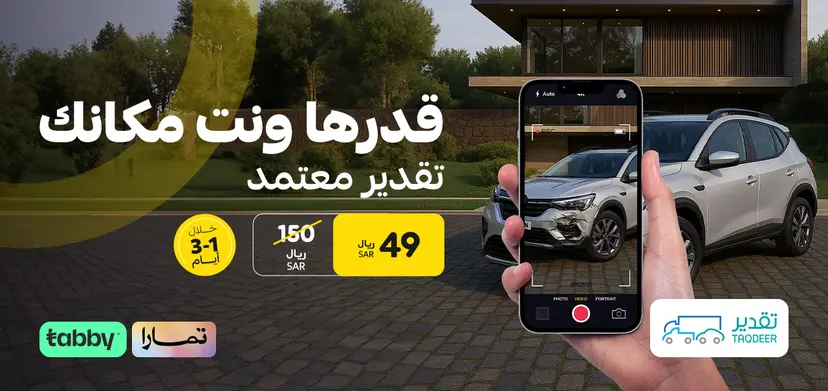 قدرها ونت مكانك
تقدير معتمد
49 ريال SAR
150 ريال SAR
خلال
3-1
أيام
Auto
PHOTO VIDEO PORTRAIT
tabby
تمارا
تقدير
TAQDEER